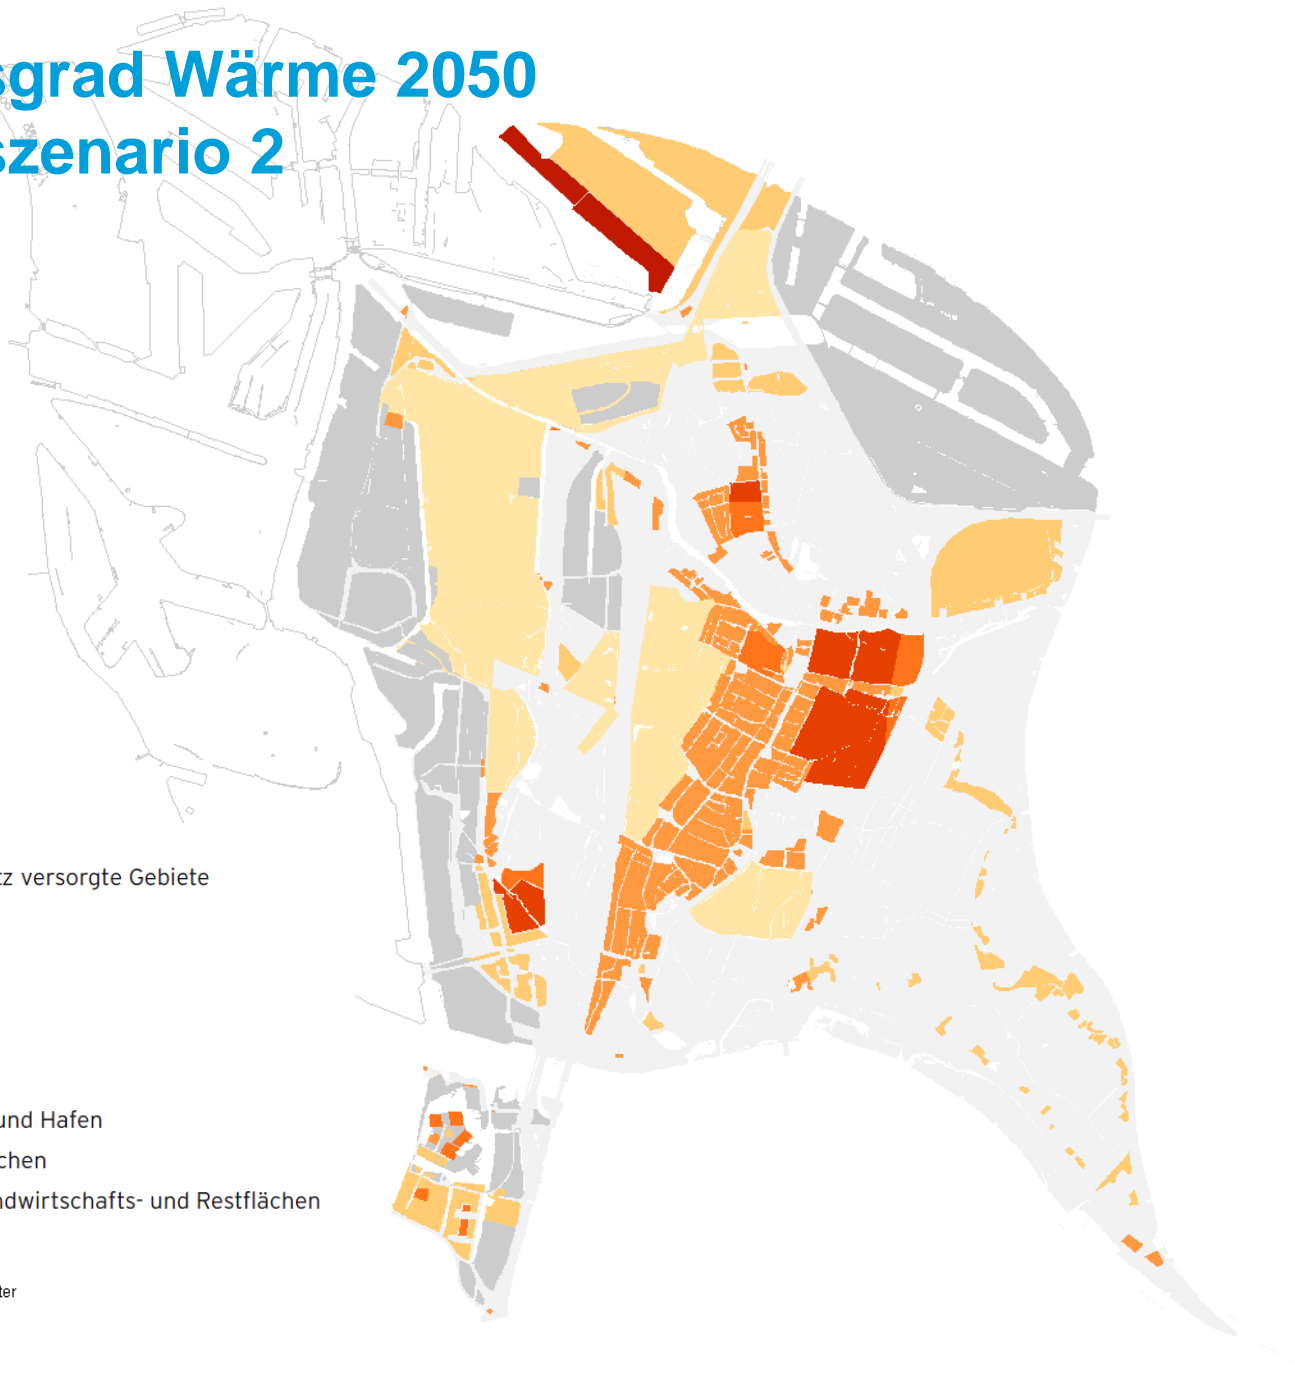 sgrad Wärme 2050
szenario 2
tz versorgte Gebiete
und Hafen
chen
ndwirtschafts- und Restflächen
ter